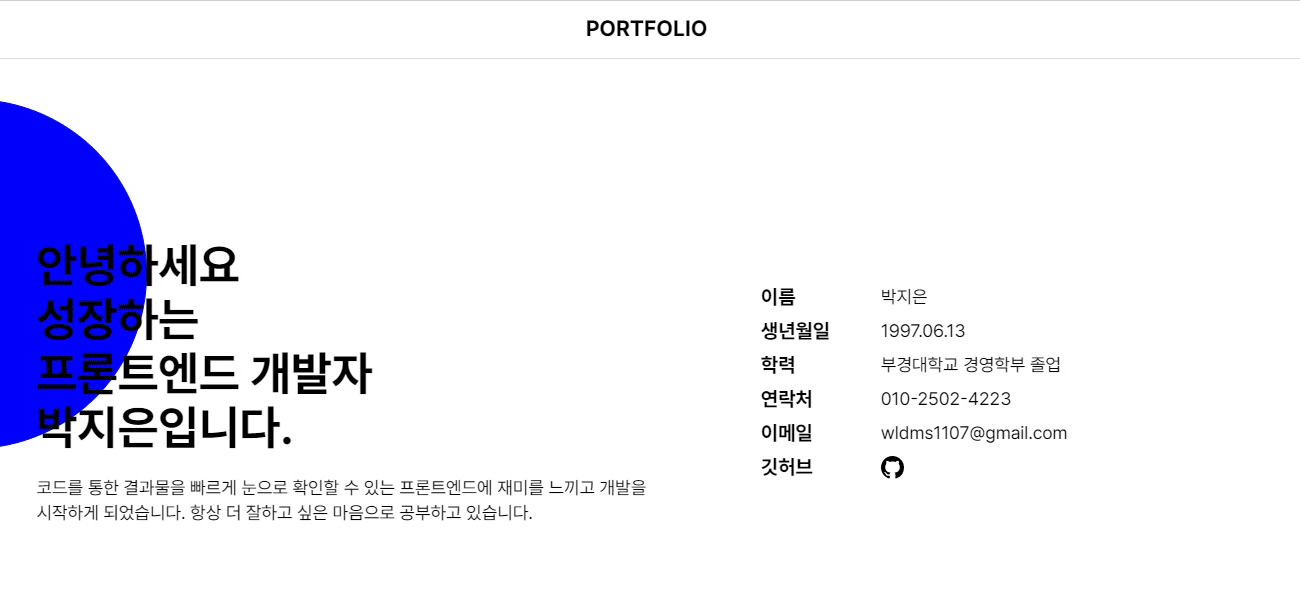 PORTFOLIO
안녕하세요
성장하는
프론트엔드 개발자
박지은입니다.
코드를 통한 결과물을 빠르게 눈으로 확인할 수 있는 프론트엔드에 재미를 느끼고 개발을
시작하게 되었습니다. 항상 더 잘하고 싶은 마음으로 공부하고 있습니다.
이름 박지은
생년월일 1997.06.13
학력 부경대학교 경영학부 졸업
연락처 010-2502-4223
이메일 wldms1107@gmail.com
깃허브